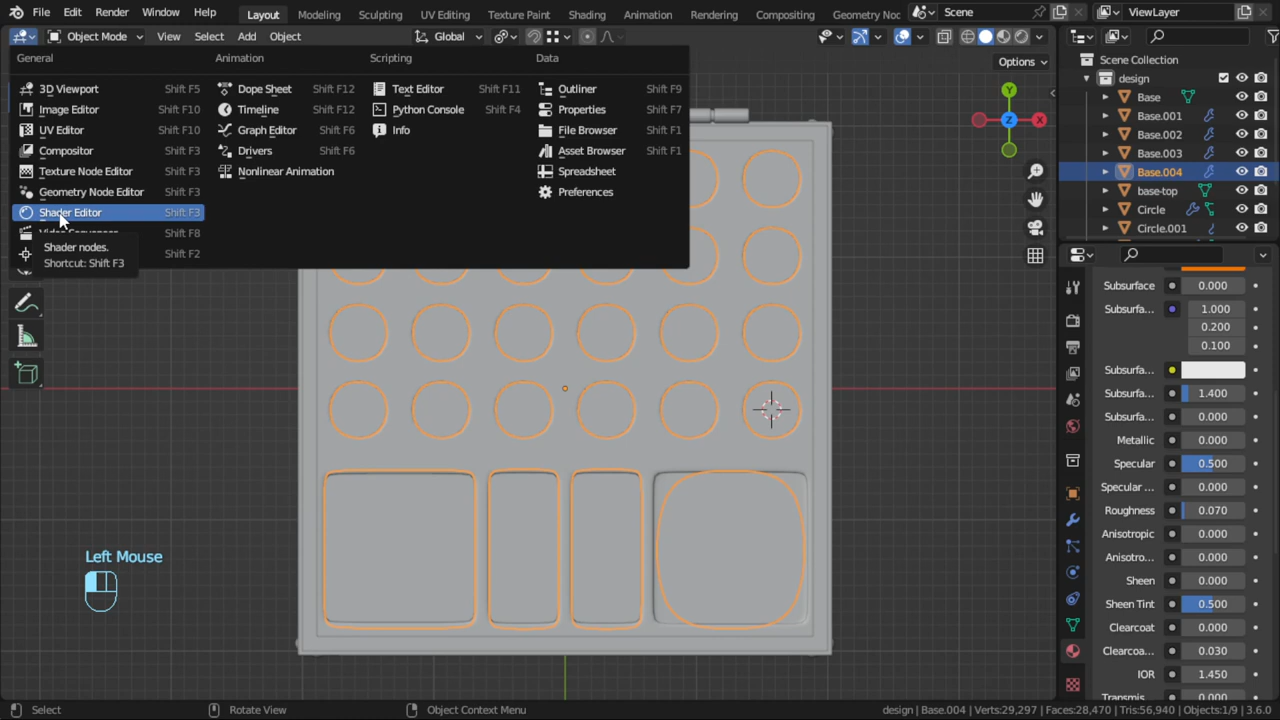 File Edit Render Window Help
Layout Modeling Sculpting UV Editing Texture Paint Shading Animation Rendering Compositing Geometry Noc
Scene
ViewLayer
Object Mode View Select Add Object
Global
Options
General
3D Viewport Shift F5
Image Editor Shift F10
UV Editor Shift F10
Compositor Shift F3
Texture Node Editor Shift F3
Geometry Node Editor Shift F3
Shader Editor Shift F3
Shift F8
Shift F2
Shader nodes.
Shortcut: Shift F3
Animation
Dope Sheet Shift F12
Timeline Shift F12
Graph Editor Shift F6
Drivers Shift F6
Nonlinear Animation
Scripting
Text Editor Shift F11
Python Console Shift F4
Info
Data
Outliner Shift F9
Properties Shift F7
File Browser Shift F1
Asset Browser Shift F1
Spreadsheet
Preferences
Y
Z
X
Scene Collection
design
Base
Base.001
Base.002
Base.003
Base.004
base-top
Circle
Circle.001
Subsurface 0.000
Subsurfa... 1.000
0.200
0.100
Subsurfa...
Subsurfa... 1.400
Subsurfa... 0.000
Metallic 0.000
Specular 0.500
Specular ... 0.000
Roughness 0.070
Anisotropic 0.000
Anisotro... 0.000
Sheen 0.000
Sheen Tint 0.500
Clearcoat 0.000
Clearcoa... 0.030
IOR 1.450
Transmis... 0.000
Left Mouse
Select
Rotate View
Object Context Menu
design | Base.004 | Verts:29,297 | Faces:28,470 | Tris:56,940 | Objects:1/9 | 3.6.0